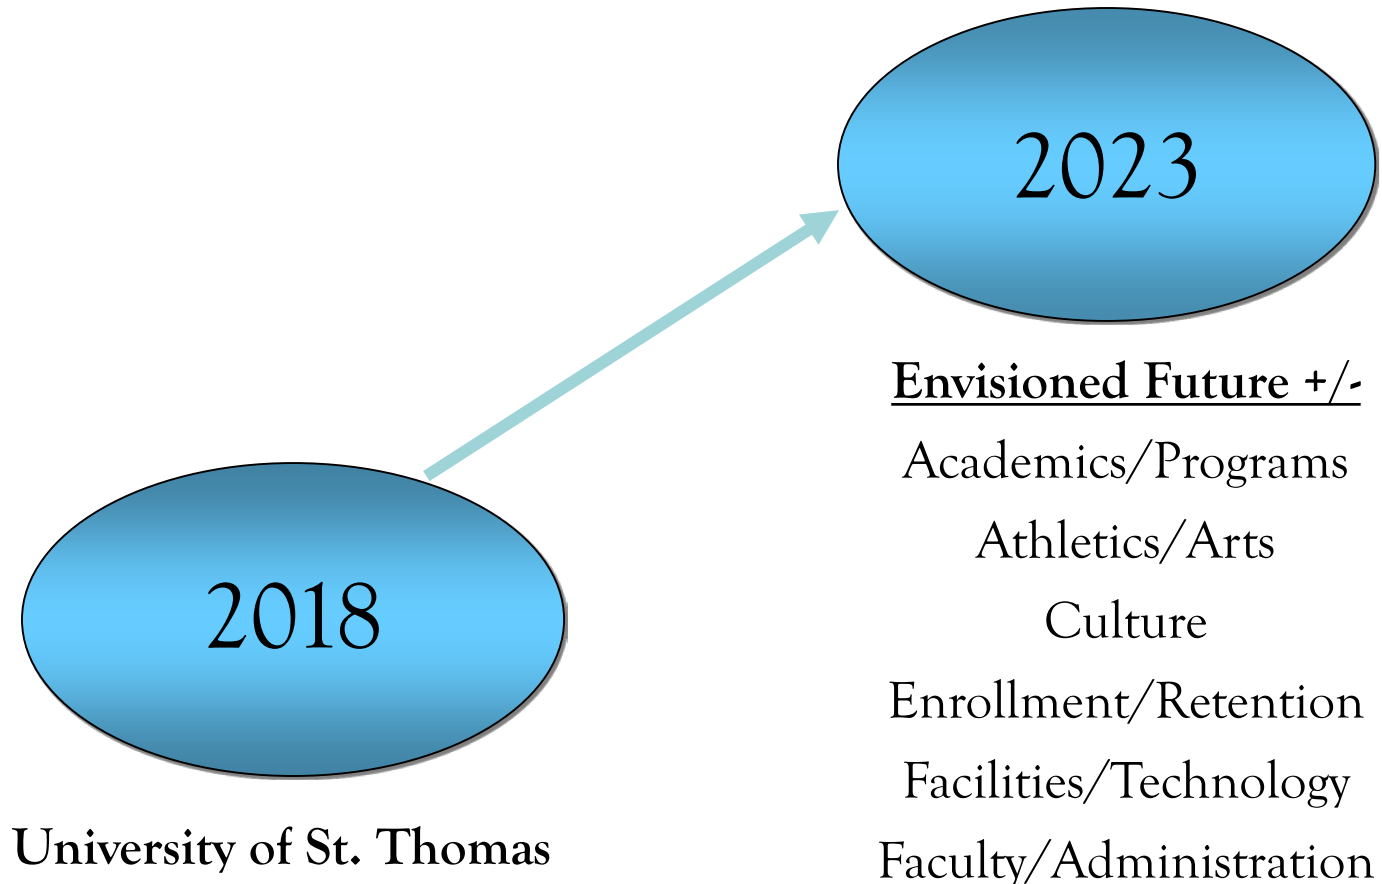 2023
Envisioned Future +/-
Academics/Programs
Athletics/Arts
Culture
Enrollment/Retention
Facilities/Technology
Faculty/Administration
2018
University of St. Thomas